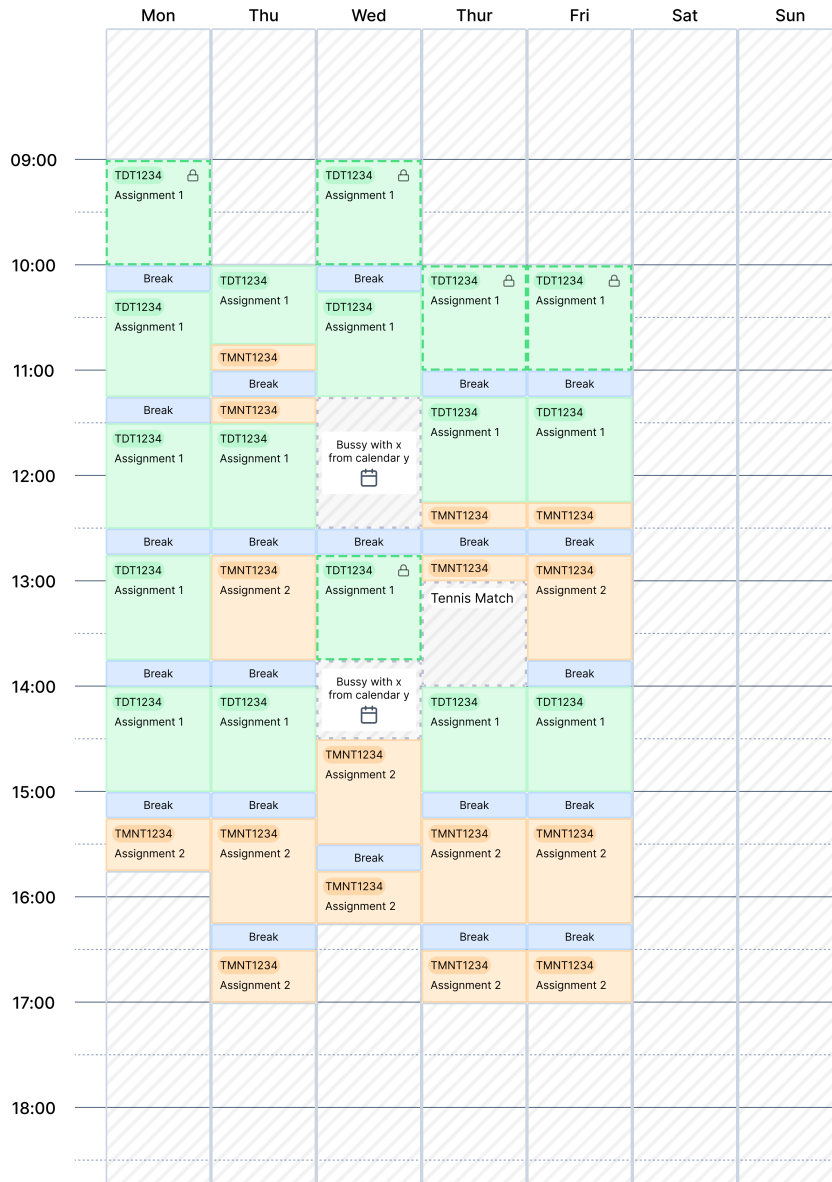 Mon Thu Wed Thur Fri Sat Sun
09:00
TDT1234 TDT1234
Assignment 1 Assignment 1
10:00
Break TDT1234 Break TDT1234 TDT1234
Assignment 1 Assignment 1 Assignment 1
TDT1234 TDT1234
Assignment 1 Assignment 1
TMNT1234
11:00
Break Break Break
Break TMNT1234 TDT1234 TDT1234
Assignment 1 Assignment 1
TDT1234 TDT1234 Bussy with x
Assignment 1 Assignment 1 from calendar y
12:00
TMNT1234 TMNT1234
Break Break Break Break Break
TDT1234 TMNT1234 TDT1234 TMNT1234 TMNT1234
13:00
Assignment 1 Assignment 2 Assignment 1 Tennis Match Assignment 2
Break Break Bussy with x Break
from calendar y
14:00
TDT1234 TDT1234 TDT1234 TDT1234
Assignment 1 Assignment 1 Assignment 1 Assignment 1
TMNT1234
Assignment 2
15:00
Break Break Break Break
TMNT1234 TMNT1234 TMNT1234 TMNT1234
Assignment 2 Assignment 2 Break Assignment 2 Assignment 2
TMNT1234
16:00
Assignment 2
Break Break Break
TMNT1234 TMNT1234 TMNT1234
Assignment 2 Assignment 2 Assignment 2
17:00
18:00